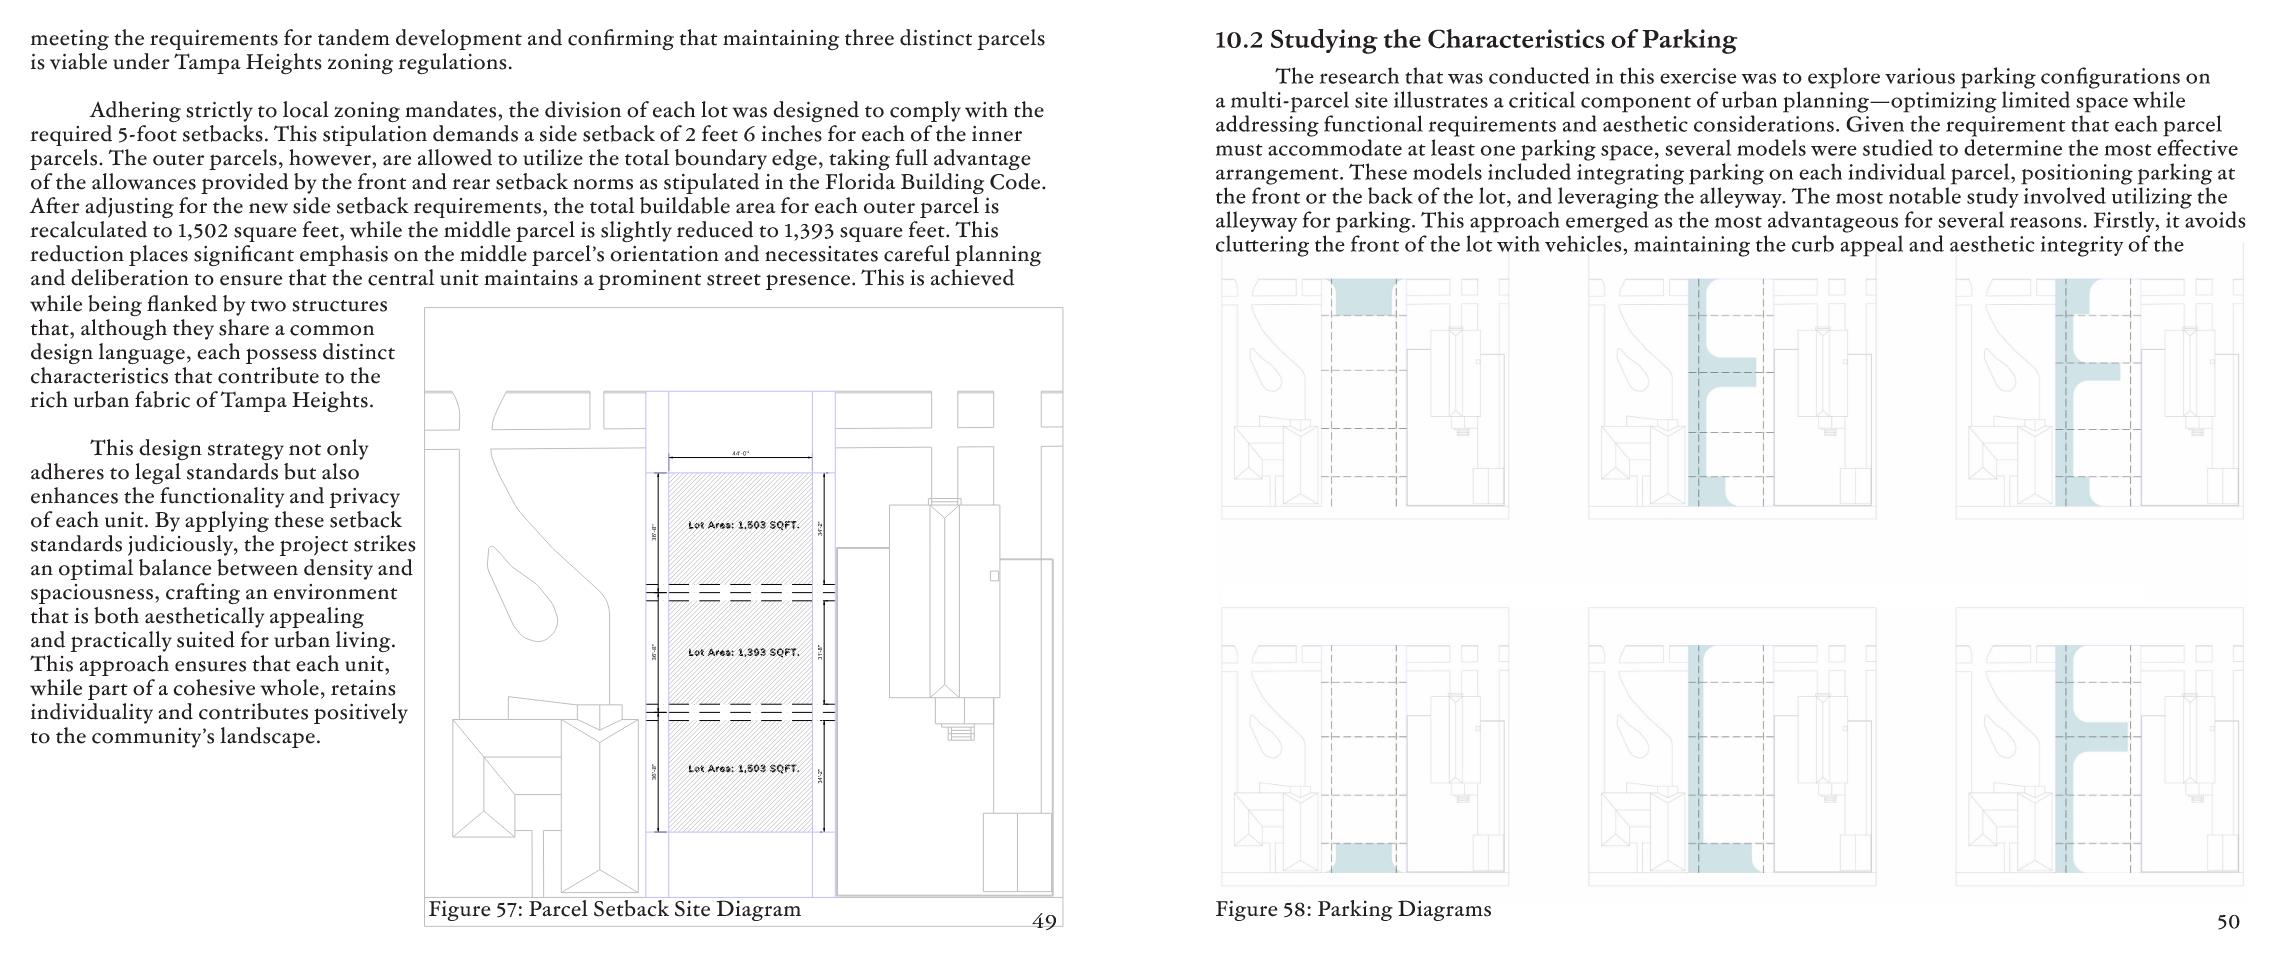 meeting the requirements for tandem development and confirming that maintaining three distinct parcels
is viable under Tampa Heights zoning regulations.
Adhering strictly to local zoning mandates, the division of each lot was designed to comply with the
required 5-foot setbacks. This stipulation demands a side setback of 2 feet 6 inches for each of the inner
parcels. The outer parcels, however, are allowed to utilize the total boundary edge, taking full advantage
of the allowances provided by the front and rear setback norms as stipulated in the Florida Building Code.
After adjusting for the new side setback requirements, the total buildable area for each outer parcel is
recalculated to 1,502 square feet, while the middle parcel is slightly reduced to 1,393 square feet. This
reduction places significant emphasis on the middle parcel's orientation and necessitates careful planning
and deliberation to ensure that the central unit maintains a prominent street presence. This is achieved
while being flanked by two structures
that, although they share a common
design language, each possess distinct
characteristics that contribute to the
rich urban fabric of Tampa Heights.
This design strategy not only
adheres to legal standards but also
enhances the functionality and privacy
of each unit. By applying these setback
standards judiciously, the project strikes
an optimal balance between density and
spaciousness, crafting an environment
that is both aesthetically appealing
and practically suited for urban living.
This approach ensures that each unit,
while part of a cohesive whole, retains
individuality and contributes positively
to the community's landscape.
44'-0"
36'-8"
Lot Area: 1,503 SQFT.
34'-2"
36'-8"
Lot Area: 1,393 SQFT.
31'-8"
36'-8"
Lot Area: 1,503 SQFT.
34'-2"
Figure 57: Parcel Setback Site Diagram
49
10.2 Studying the Characteristics of Parking
The research that was conducted in this exercise was to explore various parking configurations on
a multi-parcel site illustrates a critical component of urban planning—optimizing limited space while
addressing functional requirements and aesthetic considerations. Given the requirement that each parcel
must accommodate at least one parking space, several models were studied to determine the most effective
arrangement. These models included integrating parking on each individual parcel, positioning parking at
the front or the back of the lot, and leveraging the alleyway. The most notable study involved utilizing the
alleyway for parking. This approach emerged as the most advantageous for several reasons. Firstly, it avoids
cluttering the front of the lot with vehicles, maintaining the curb appeal and aesthetic integrity of the
Figure 58: Parking Diagrams
50